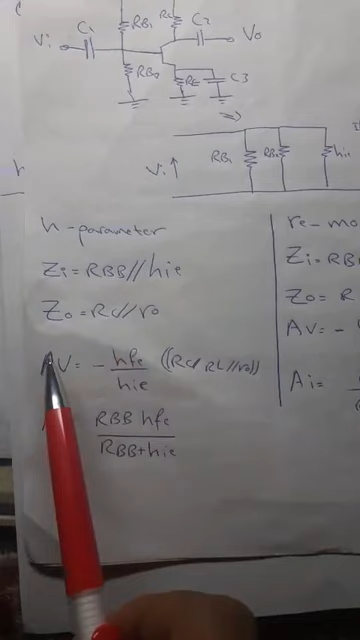 RB1 Rc C2
Vi C1 Vo
RB2 RE C3
RB1 RB2 hie
Vi
h-parameter
Zi = RBB // hie
Zo = Rc // ro
AV = - hfe / hie ((Rc // RL // ro))
RBB hfe / RBB + hie
re-mo
Zi = RB
Zo = R
AV = -
Ai =